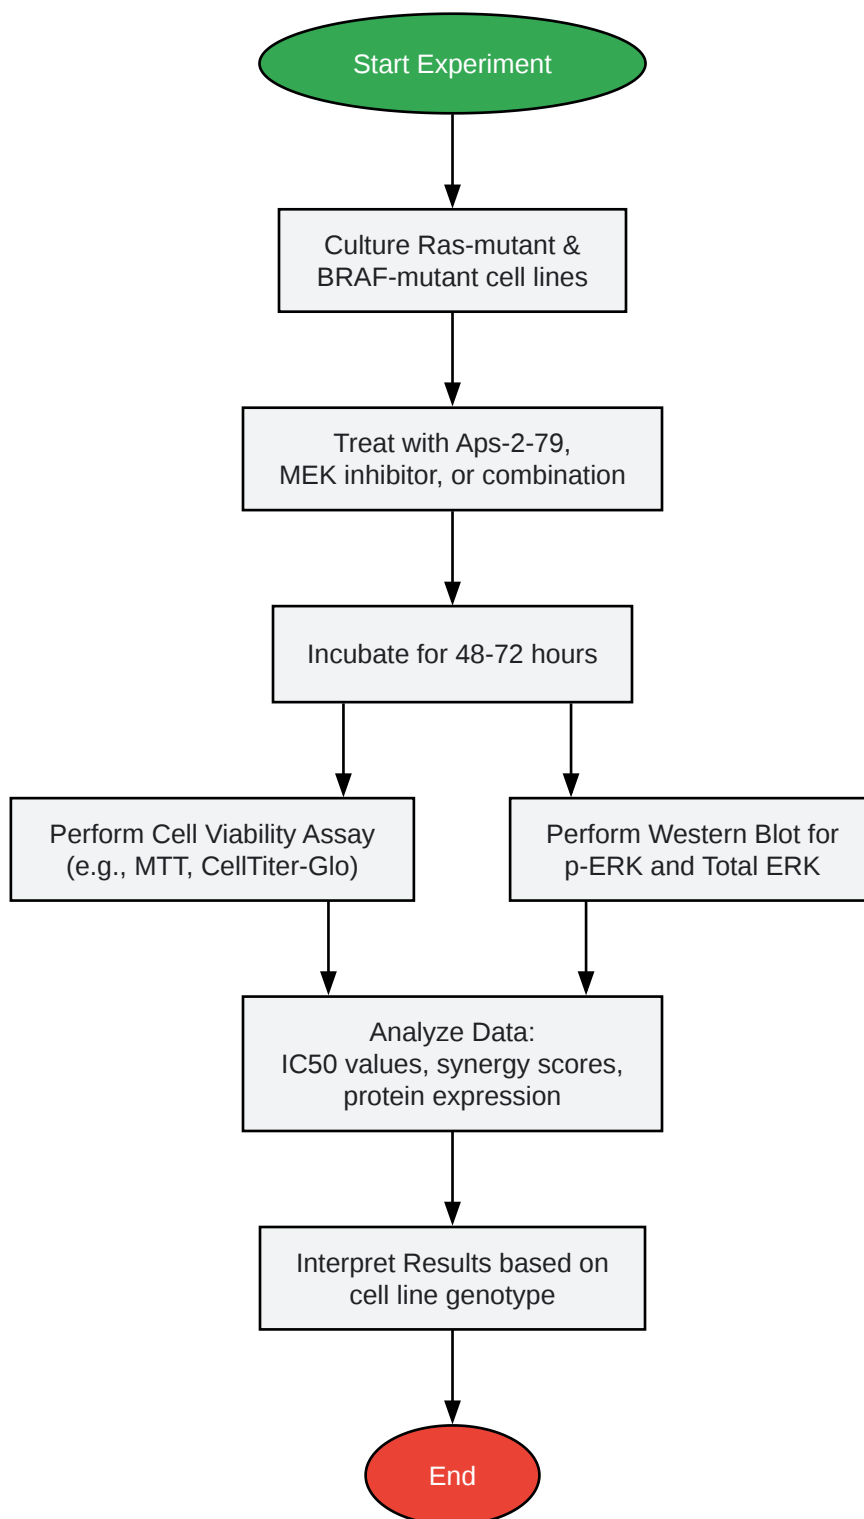 Start Experiment
Culture Ras-mutant &
BRAF-mutant cell lines
Treat with Aps-2-79,
MEK inhibitor, or combination
Incubate for 48-72 hours
Perform Cell Viability Assay
(e.g., MTT, CellTiter-Glo)
Perform Western Blot for
p-ERK and Total ERK
Analyze Data:
IC50 values, synergy scores,
protein expression
Interpret Results based on
cell line genotype
End